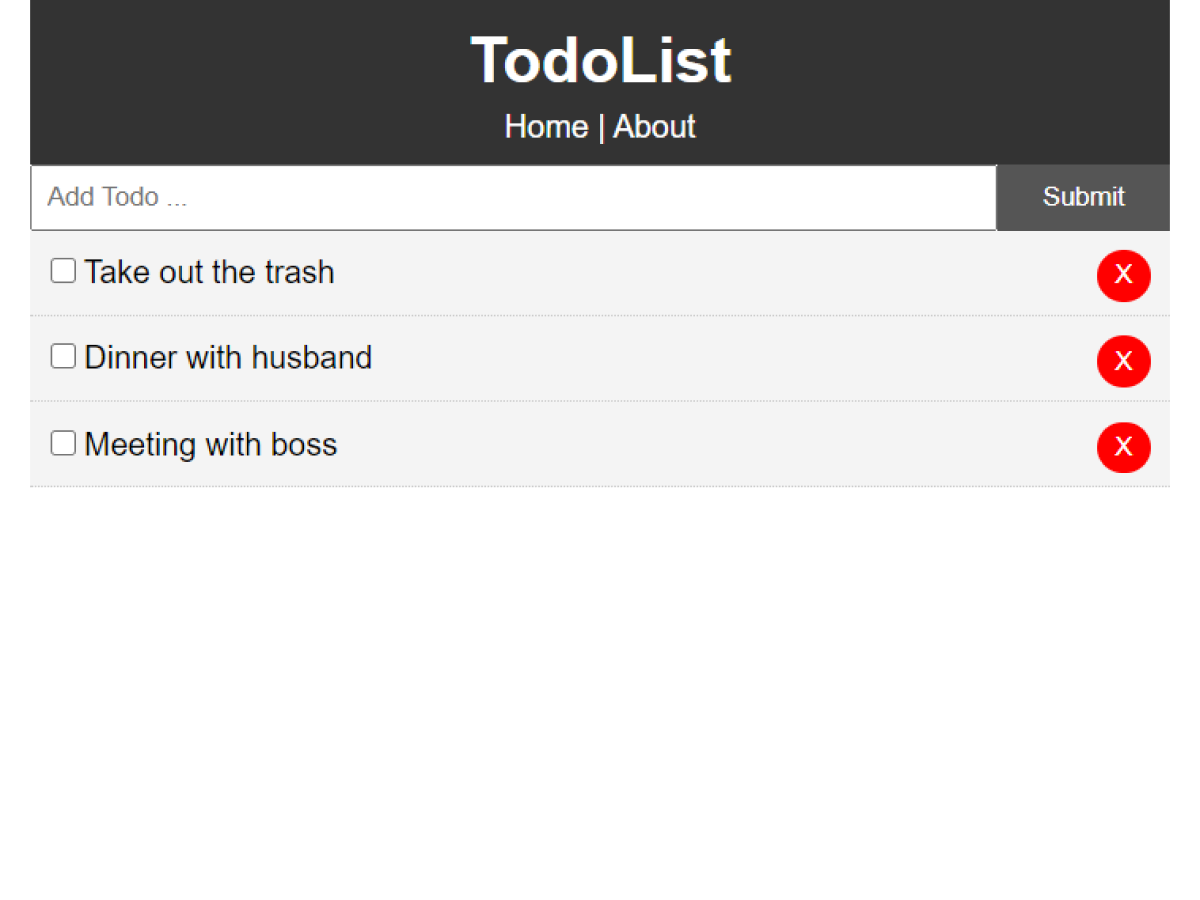 TodoList
Home | About
Add Todo ...
Submit
Take out the trash
X
Dinner with husband
X
Meeting with boss
X